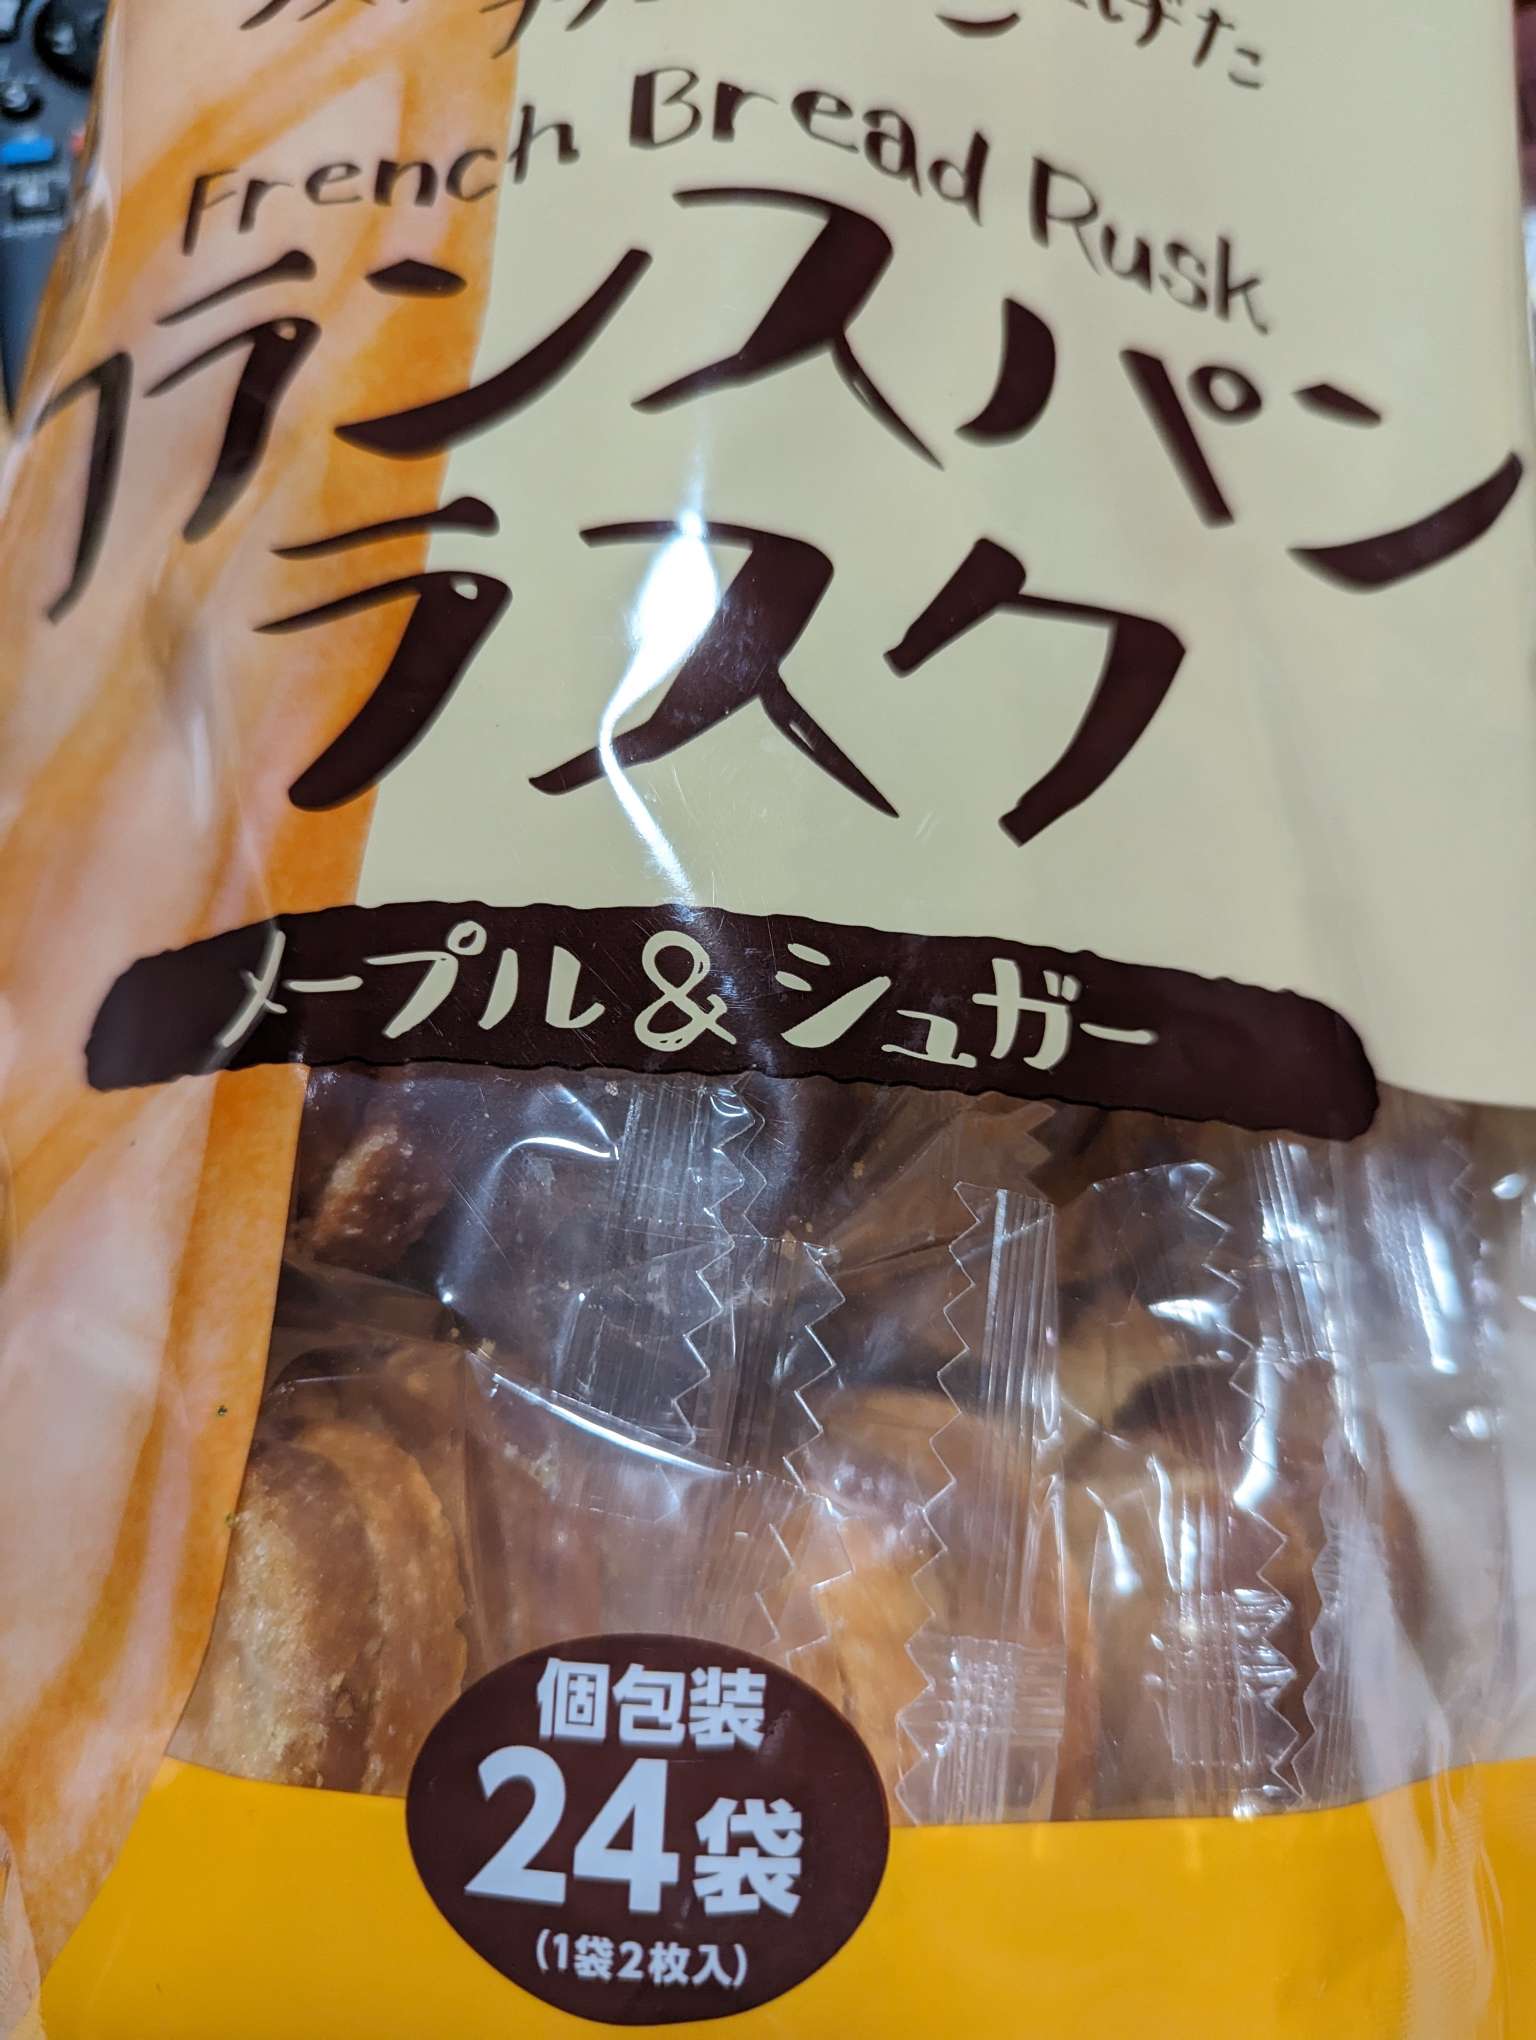 French Bread Rusk
フランスパン
ラスク
メープル&シュガー
個包装
24袋
(1袋2枚入)